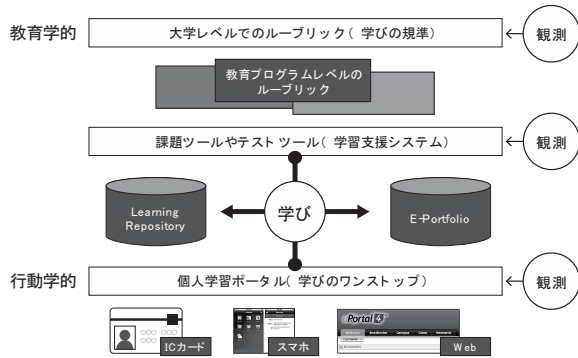 教育学的
大学レベルでのルーブリック(学びの規準)
観測
教育プログラムレベルの
ルーブリック
課題ツールやテストツール(学習支援システム)
観測
Learning
Repository
学び
E-Portfolio
行動学的
個人学習ポータル(学びのワンストップ)
観測
ICカード
スマホ
Portal
Academics Campus Class Research
Web